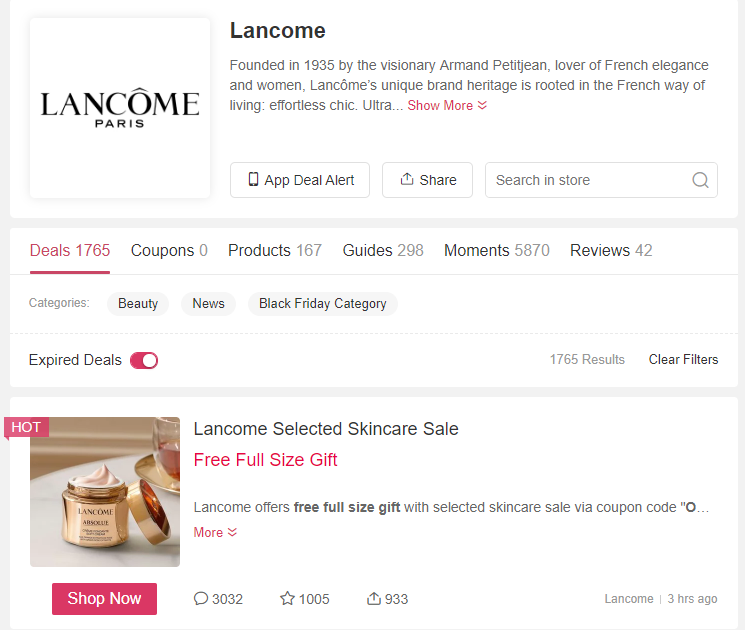 LANCÔME
PARIS
Lancome
Founded in 1935 by the visionary Armand Petitjean, lover of French elegance
and women, Lancôme's unique brand heritage is rooted in the French way of
living: effortless chic. Ultra... Show More
App Deal Alert
Share
Search in store
Deals 1765
Coupons 0
Products 167
Guides 298
Moments 5870
Reviews 42
Categories:
Beauty
News
Black Friday Category
Expired Deals
1765 Results
Clear Filters
HOT
LANCÔME
ABSOLUE
Lancome Selected Skincare Sale
Free Full Size Gift
Lancome offers free full size gift with selected skincare sale via coupon code "O...
More
Shop Now
3032
1005
933
Lancome | 3 hrs ago